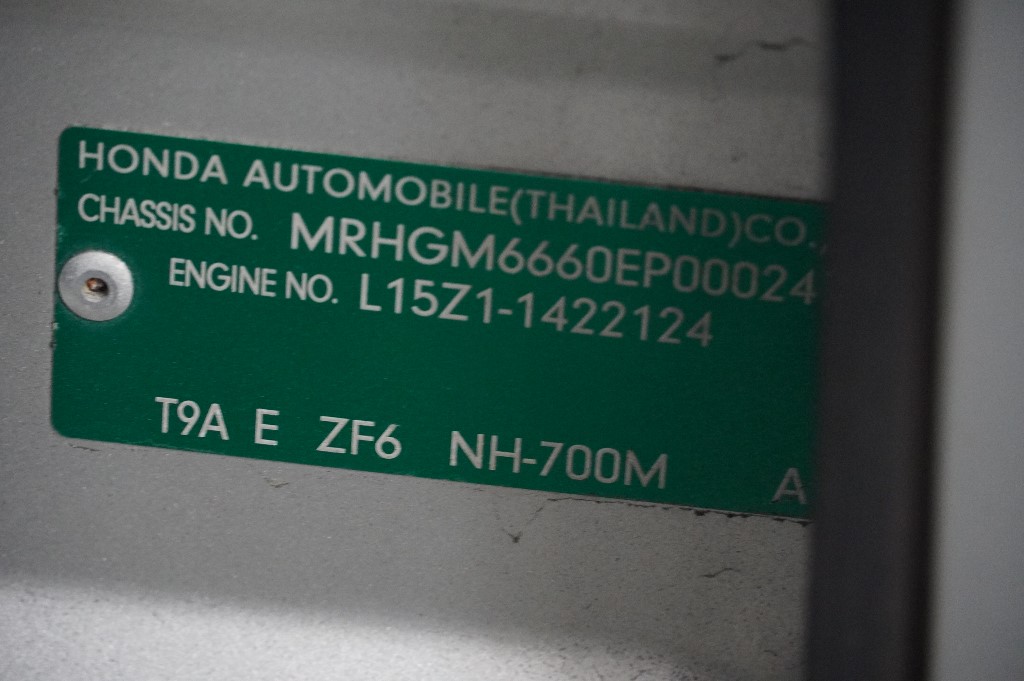 HONDA AUTOMOBILE(THAILAND)CO.,
CHASSIS NO. MRHGM6660EP00024
ENGINE NO. L15Z1-1422124
T9A E ZF6 NH-700M A